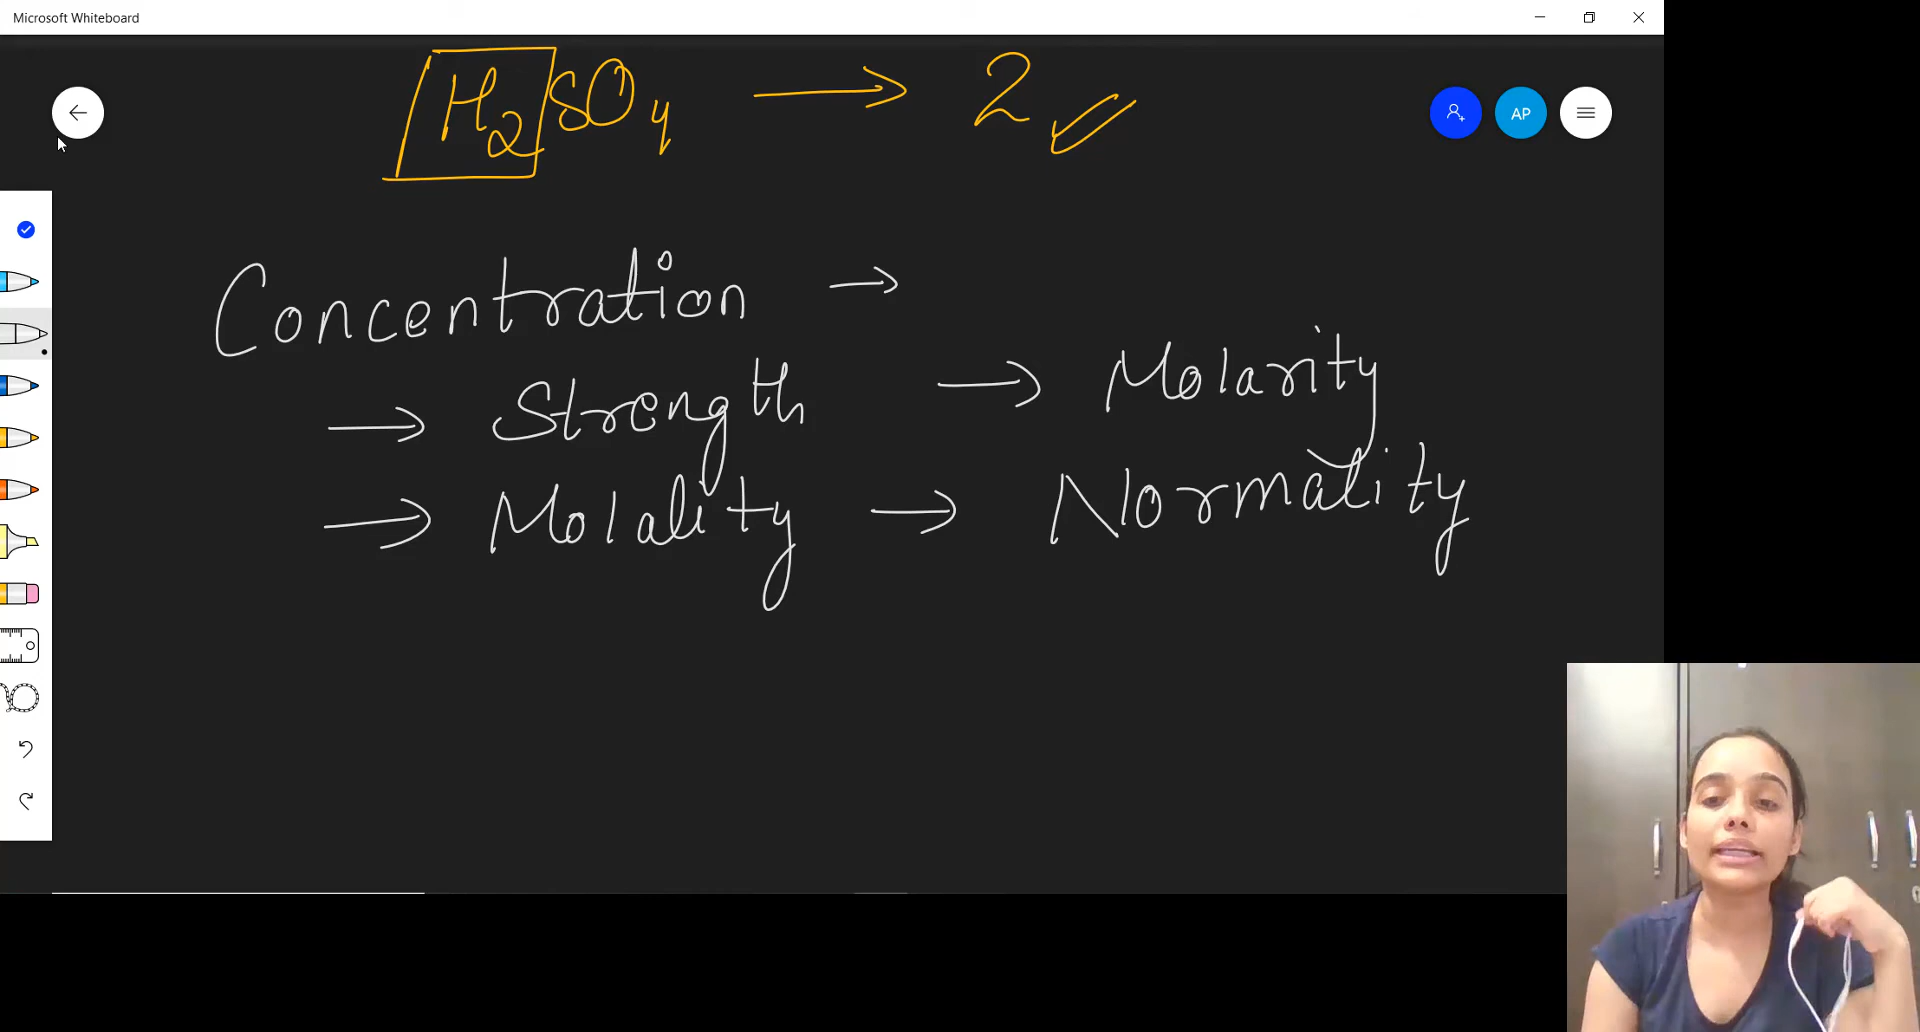 Microsoft Whiteboard
H2SO4 → 2 ✓
AP
Concentration →
→ Strength → Molarity
→ Molality → Normality